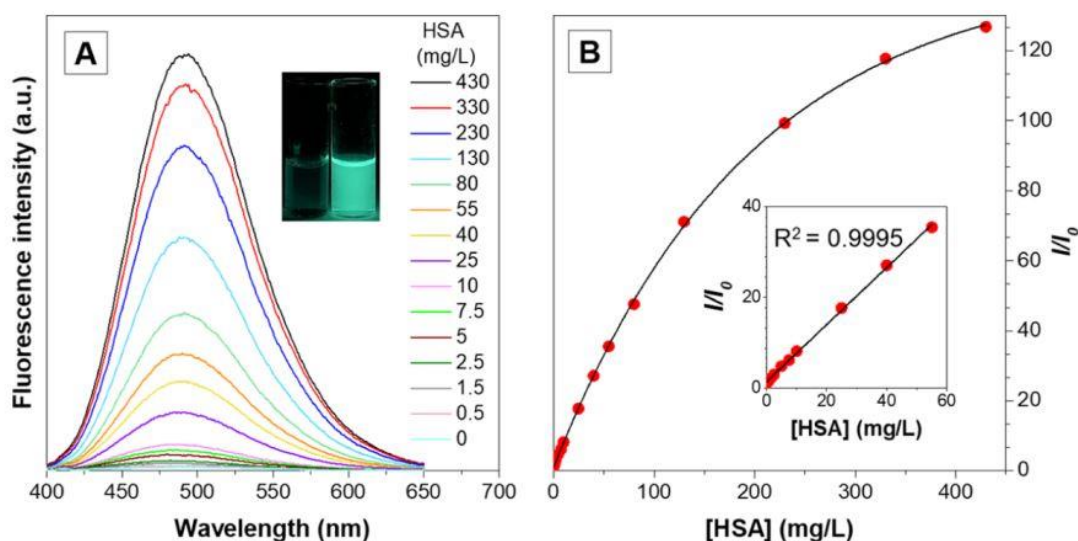 A
HSA
(mg/L)
430
330
230
130
80
55
40
25
10
7.5
5
2.5
1.5
0.5
0
Fluorescence intensity (a.u.)
400 450 500 550 600 650 700
Wavelength (nm)
B
120
100
80
60
40
20
0
I/I0
0 100 200 300 400
[HSA] (mg/L)
R² = 0.9995
40
20
0
I/I0
0 20 40 60
[HSA] (mg/L)